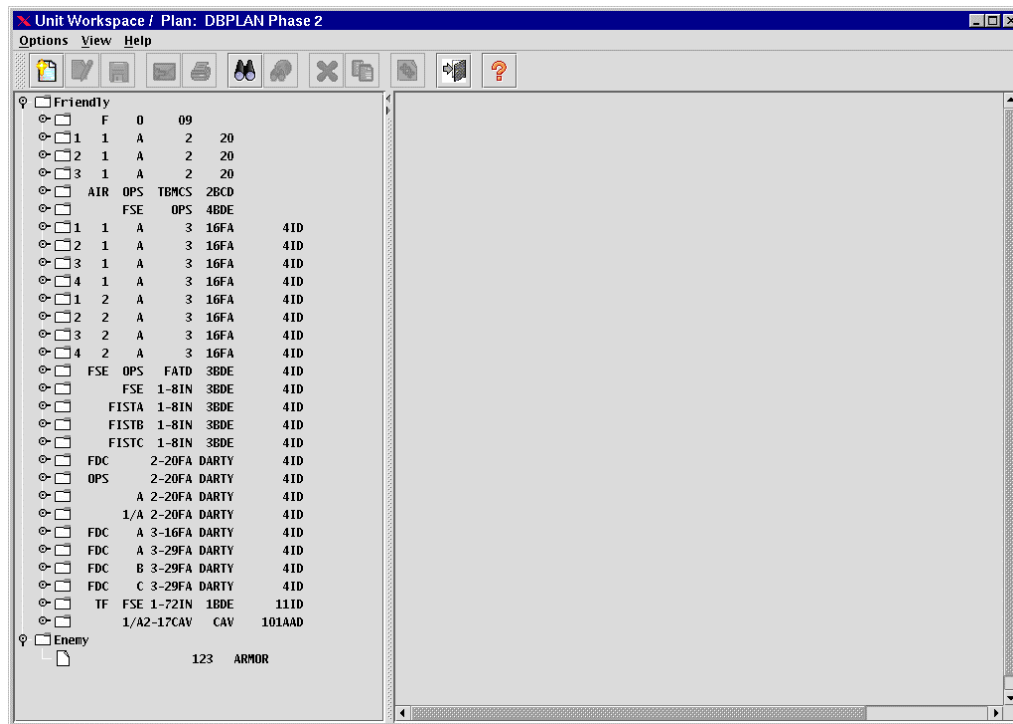 Unit Workspace / Plan: DBPLAN Phase 2
Options View Help
Friendly
F 0 09
1 1 A 2 20
2 1 A 2 20
3 1 A 2 20
AIR OPS TBMCS 2BCD
FSE OPS 4BDE
1 1 A 3 16FA 4ID
2 1 A 3 16FA 4ID
3 1 A 3 16FA 4ID
4 1 A 3 16FA 4ID
1 2 A 3 16FA 4ID
2 2 A 3 16FA 4ID
3 2 A 3 16FA 4ID
4 2 A 3 16FA 4ID
FSE OPS FATD 3BDE 4ID
FSE 1-8IN 3BDE 4ID
FISTA 1-8IN 3BDE 4ID
FISTB 1-8IN 3BDE 4ID
FISTC 1-8IN 3BDE 4ID
FDC 2-20FA DARTY 4ID
OPS 2-20FA DARTY 4ID
A 2-20FA DARTY 4ID
1/A 2-20FA DARTY 4ID
FDC A 3-16FA DARTY 4ID
FDC A 3-29FA DARTY 4ID
FDC B 3-29FA DARTY 4ID
FDC C 3-29FA DARTY 4ID
TF FSE 1-72IN 1BDE 11ID
1/A2-17CAV CAV 101AAD
Enemy
123 ARMOR